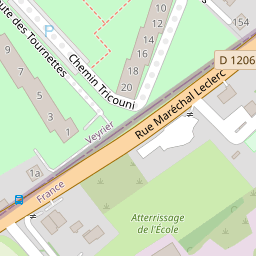 ute des Tournettes
P
Chemin Tricouni
154
10
12
14
16
18
20
9
7
5
3
1
D 1206
Rue Maréchal Leclerc
Veyrier
France
1a
Atterrissage
de l'École